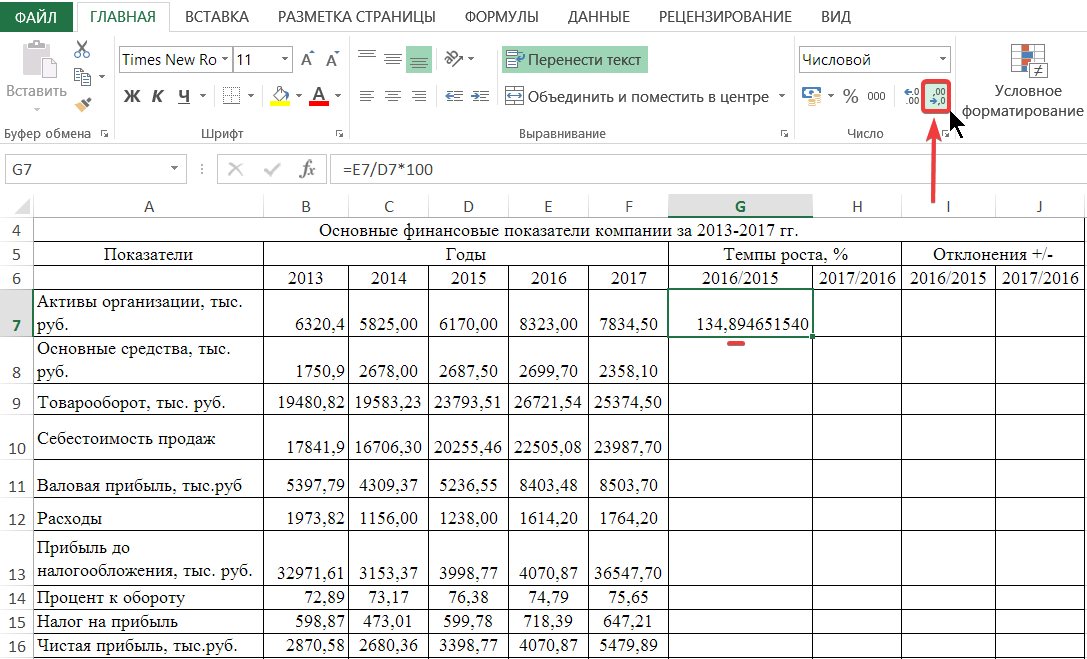 ФАЙЛ ГЛАВНАЯ ВСТАВКА РАЗМЕТКА СТРАНИЦЫ ФОРМУЛЫ ДАННЫЕ РЕЦЕНЗИРОВАНИЕ ВИД
Times New Ro 11 A A Перенести текст Числовой
Вставить Ж К Ч A Объединить и поместить в центре % 000 ←0 ,00 ,00 →,0 Условное форматирование
Буфер обмена Шрифт Выравнивание Число
G7 fx =E7/D7*100
A B C D E F G H I J
4 Основные финансовые показатели компании за 2013-2017 гг.
5 Показатели Годы Темпы роста, % Отклонения +/-
6 2013 2014 2015 2016 2017 2016/2015 2017/2016 2016/2015 2017/2016
Активы организации, тыс.
7 руб. 6320,4 5825,00 6170,00 8323,00 7834,50 134,894651540
Основные средства, тыс.
8 руб. 1750,9 2678,00 2687,50 2699,70 2358,10
9 Товарооборот, тыс. руб. 19480,82 19583,23 23793,51 26721,54 25374,50
10 Себестоимость продаж 17841,9 16706,30 20255,46 22505,08 23987,70
11 Валовая прибыль, тыс.руб 5397,79 4309,37 5236,55 8403,48 8503,70
12 Расходы 1973,82 1156,00 1238,00 1614,20 1764,20
Прибыль до
13 налогообложения, тыс. руб. 32971,61 3153,37 3998,77 4070,87 36547,70
14 Процент к обороту 72,89 73,17 76,38 74,79 75,65
15 Налог на прибыль 598,87 473,01 599,78 718,39 647,21
16 Чистая прибыль, тыс.руб. 2870,58 2680,36 3398,77 4070,87 5479,89